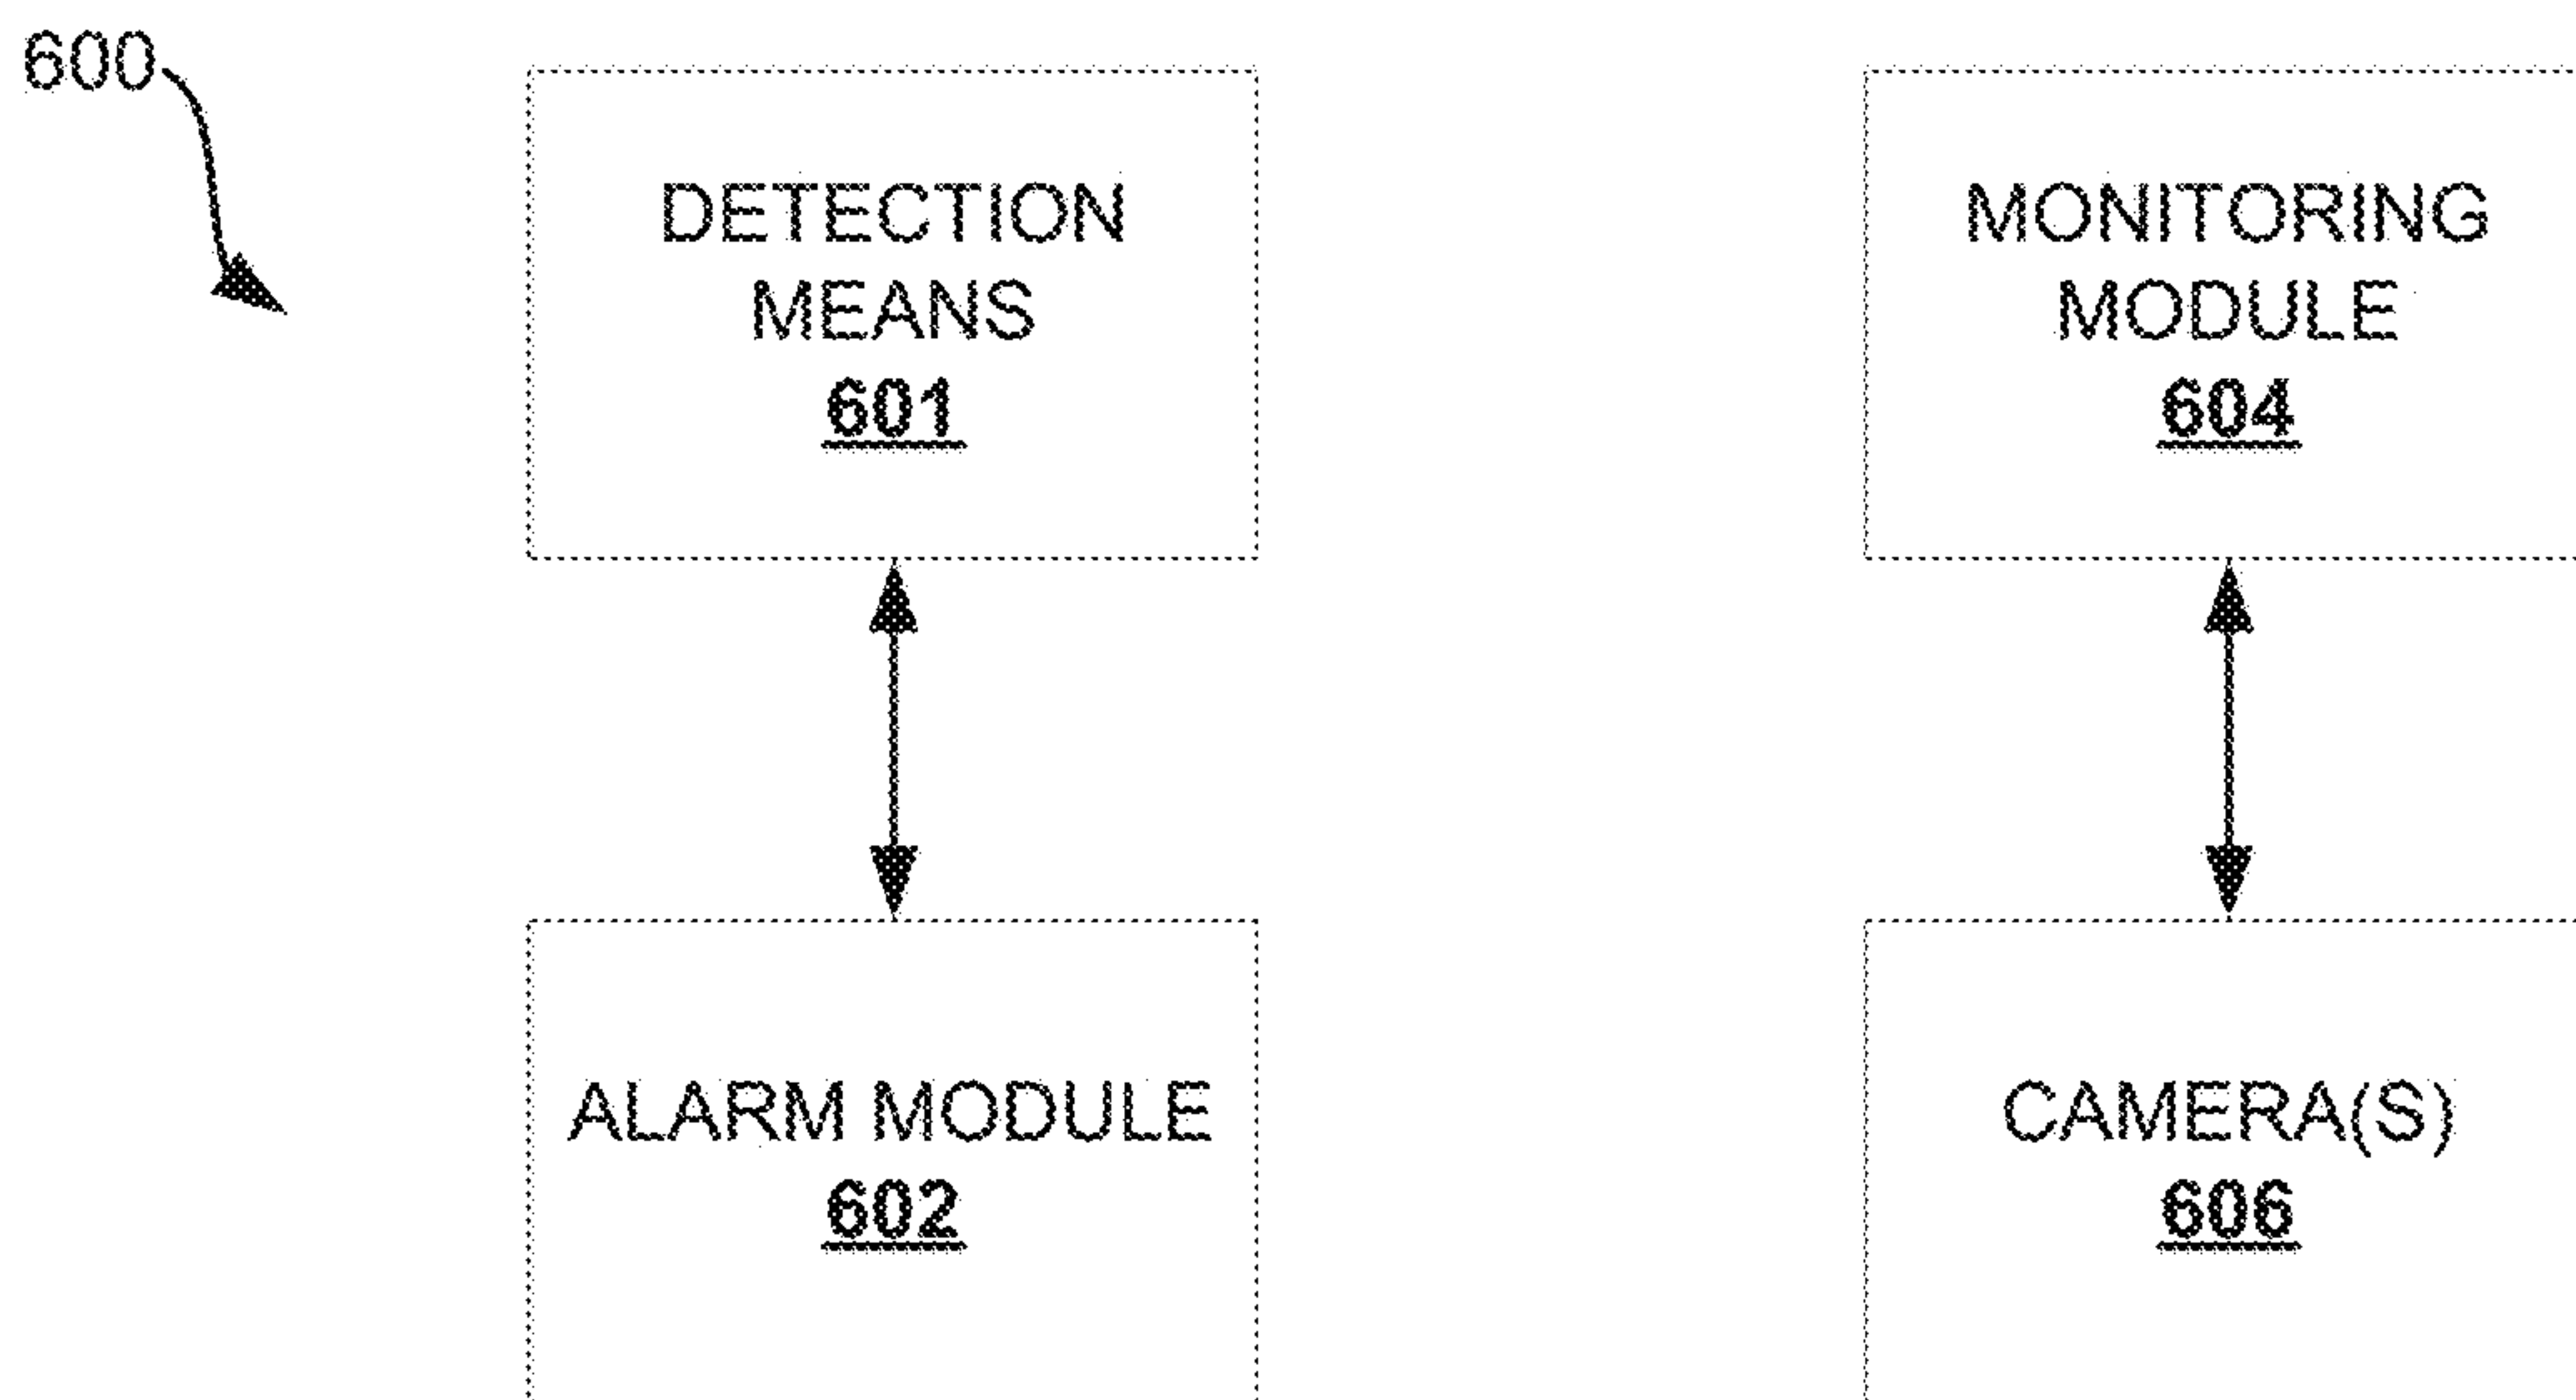 600
DETECTION
MEANS
601
MONITORING
MODULE
604
ALARM MODULE
602
CAMERA(S)
606